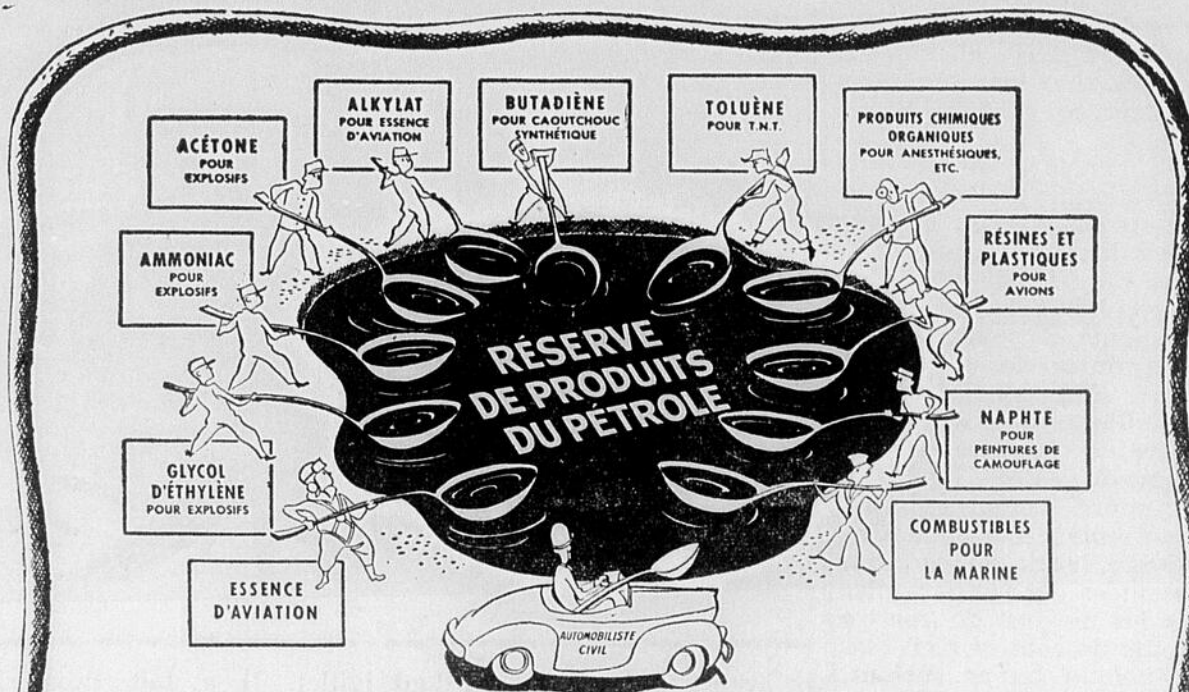 ALKYLAT
POUR ESSENCE
D'AVIATION
BUTADIÈNE
POUR CAOUTCHOUC
SYNTHÉTIQUE
TOLUÈNE
POUR T.N.T.
PRODUITS CHIMIQUES
ORGANIQUES
POUR ANESTHÉSIQUES,
ETC.
ACÉTONE
POUR
EXPLOSIFS
RÉSINES ET
PLASTIQUES
POUR
AVIONS
AMMONIAC
POUR
EXPLOSIFS
RÉSERVE
DE PRODUITS
DU PÉTROLE
NAPHTE
POUR
PEINTURES DE
CAMOUFLAGE
GLYCOL
D'ÉTHYLÈNE
POUR EXPLOSIFS
COMBUSTIBLES
POUR
LA MARINE
ESSENCE
D'AVIATION
AUTOMOBILISTE
CIVIL